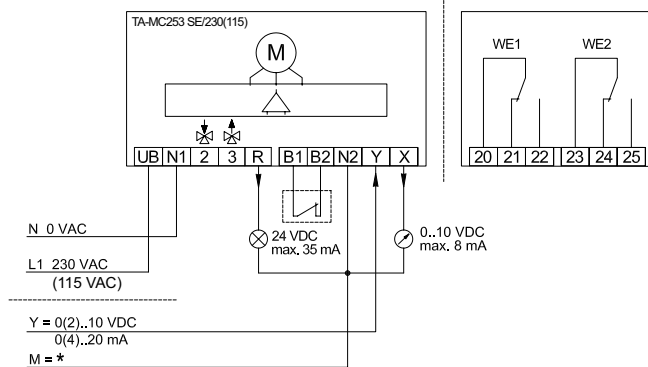 TA-MC253 SE/230(115)
M
WE1 WE2
UB N1 2 3 R B1 B2 N2 Y X
20 21 22 23 24 25
24 VDC
max. 35 mA
0..10 VDC
max. 8 mA
N 0 VAC
L1 230 VAC
(115 VAC)
Y = 0(2)..10 VDC
0(4)..20 mA
M = *